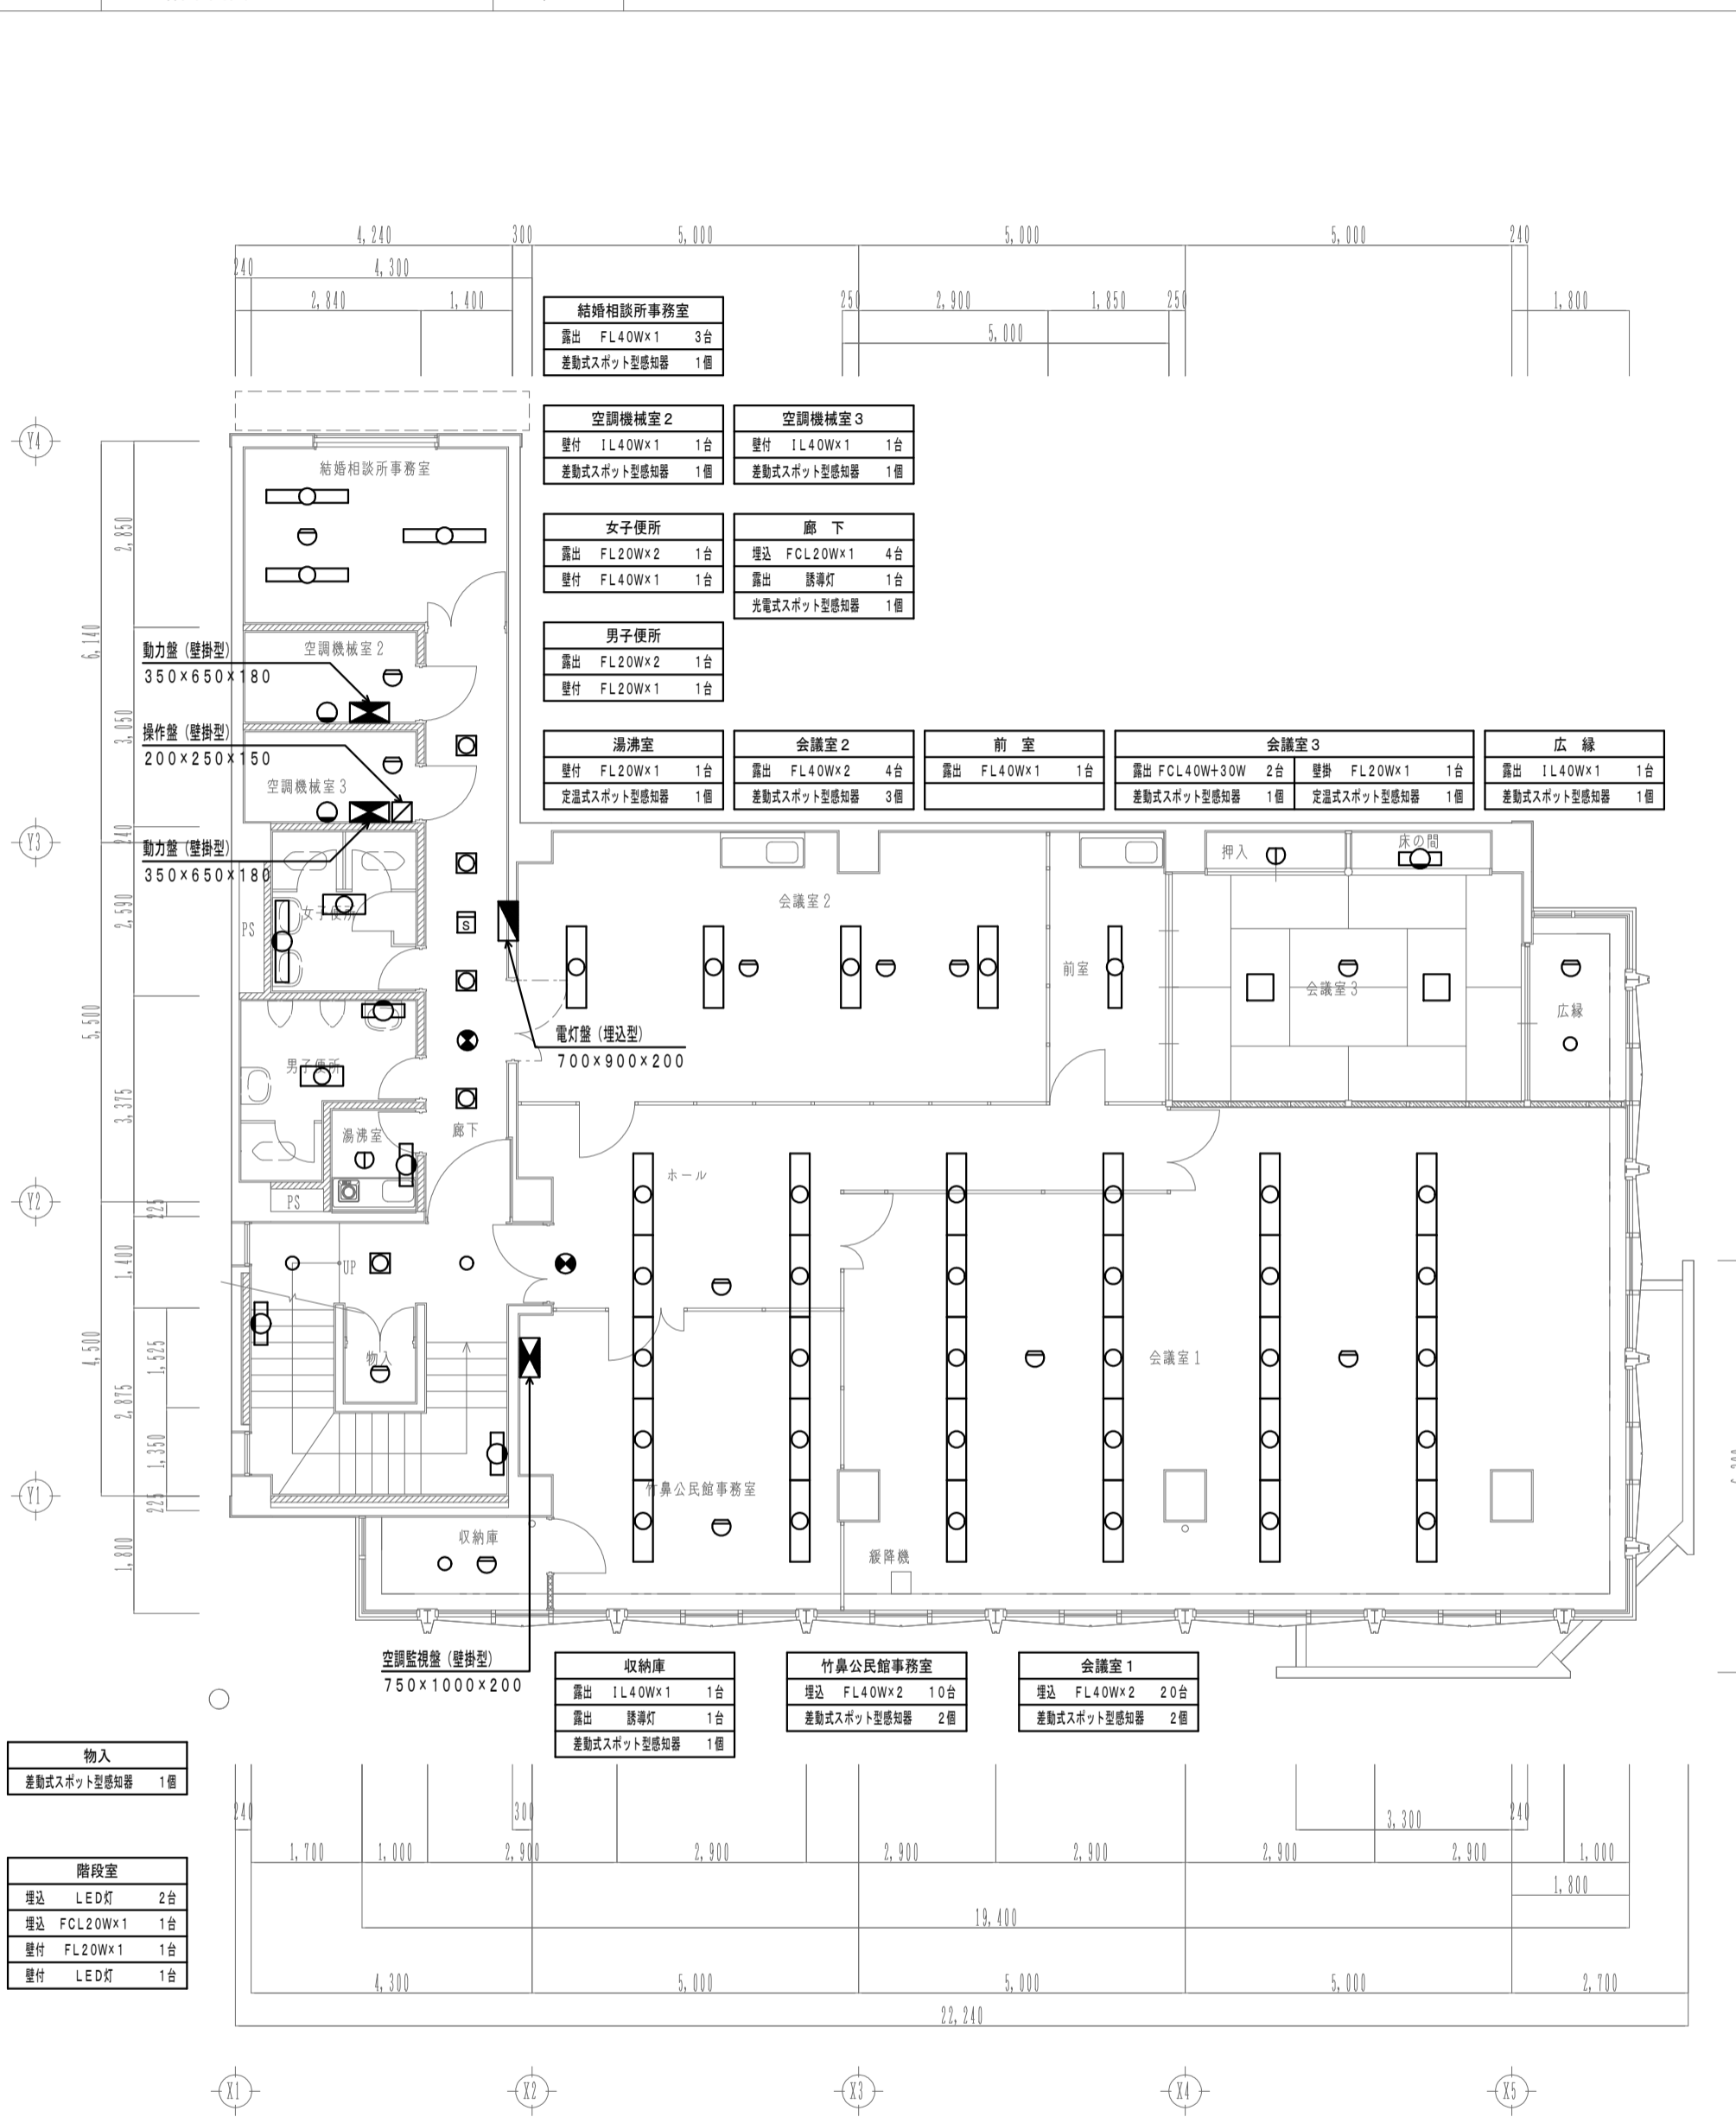 4,240 300 5,000 5,000 5,000 240
240 4,300
2,840 1,400 250 2,900 1,850 250 1,800
5,000
結婚相談所事務室
露出 FL40W×1 3台
差動式スポット型感知器 1個
空調機械室2
壁付 IL40W×1 1台
差動式スポット型感知器 1個
空調機械室3
壁付 IL40W×1 1台
差動式スポット型感知器 1個
女子便所
露出 FL20W×2 1台
壁付 FL40W×1 1台
廊 下
埋込 FCL20W×1 4台
露出 誘導灯 1台
光電式スポット型感知器 1個
男子便所
露出 FL20W×2 1台
壁付 FL20W×1 1台
湯沸室
壁付 FL20W×1 1台
定温式スポット型感知器 1個
会議室2
露出 FL40W×2 4台
差動式スポット型感知器 3個
前 室
露出 FL40W×1 1台
会議室3
露出 FCL40W+30W 2台 壁掛 FL20W×1 1台
差動式スポット型感知器 1個 定温式スポット型感知器 1個
広 縁
露出 IL40W×1 1台
差動式スポット型感知器 1個
Y4
Y3
Y2
Y1
2,850
6,140
3,050
240
2,590
5,500
3,375
225
1,400
4,500
1,525
2,875
1,350
225
1,800
結婚相談所事務室
動力盤(壁掛型)
350×650×180
空調機械室2
操作盤(壁掛型)
200×250×150
空調機械室3
動力盤(壁掛型)
350×650×180
PS
女子便所
S
男子便所
湯沸室
廊下
PS
電灯盤(埋込型)
700×900×200
会議室2
前室
押入
床の間
会議室3
広縁
ホール
UP
物入
会議室1
竹鼻公民館事務室
収納庫
緩降機
空調監視盤(壁掛型)
750×1000×200
収納庫
露出 IL40W×1 1台
露出 誘導灯 1台
差動式スポット型感知器 1個
竹鼻公民館事務室
埋込 FL40W×2 10台
差動式スポット型感知器 2個
会議室1
埋込 FL40W×2 20台
差動式スポット型感知器 2個
物入
差動式スポット型感知器 1個
階段室
埋込 LED灯 2台
埋込 FCL20W×1 1台
壁付 FL20W×1 1台
壁付 LED灯 1台
240 300 3,300 240
1,700 1,000 2,900 2,900 2,900 2,900 2,900 2,900 1,000
1,800
19,400
4,300 5,000 5,000 5,000 2,700
22,240
X1 X2 X3 X4 X5